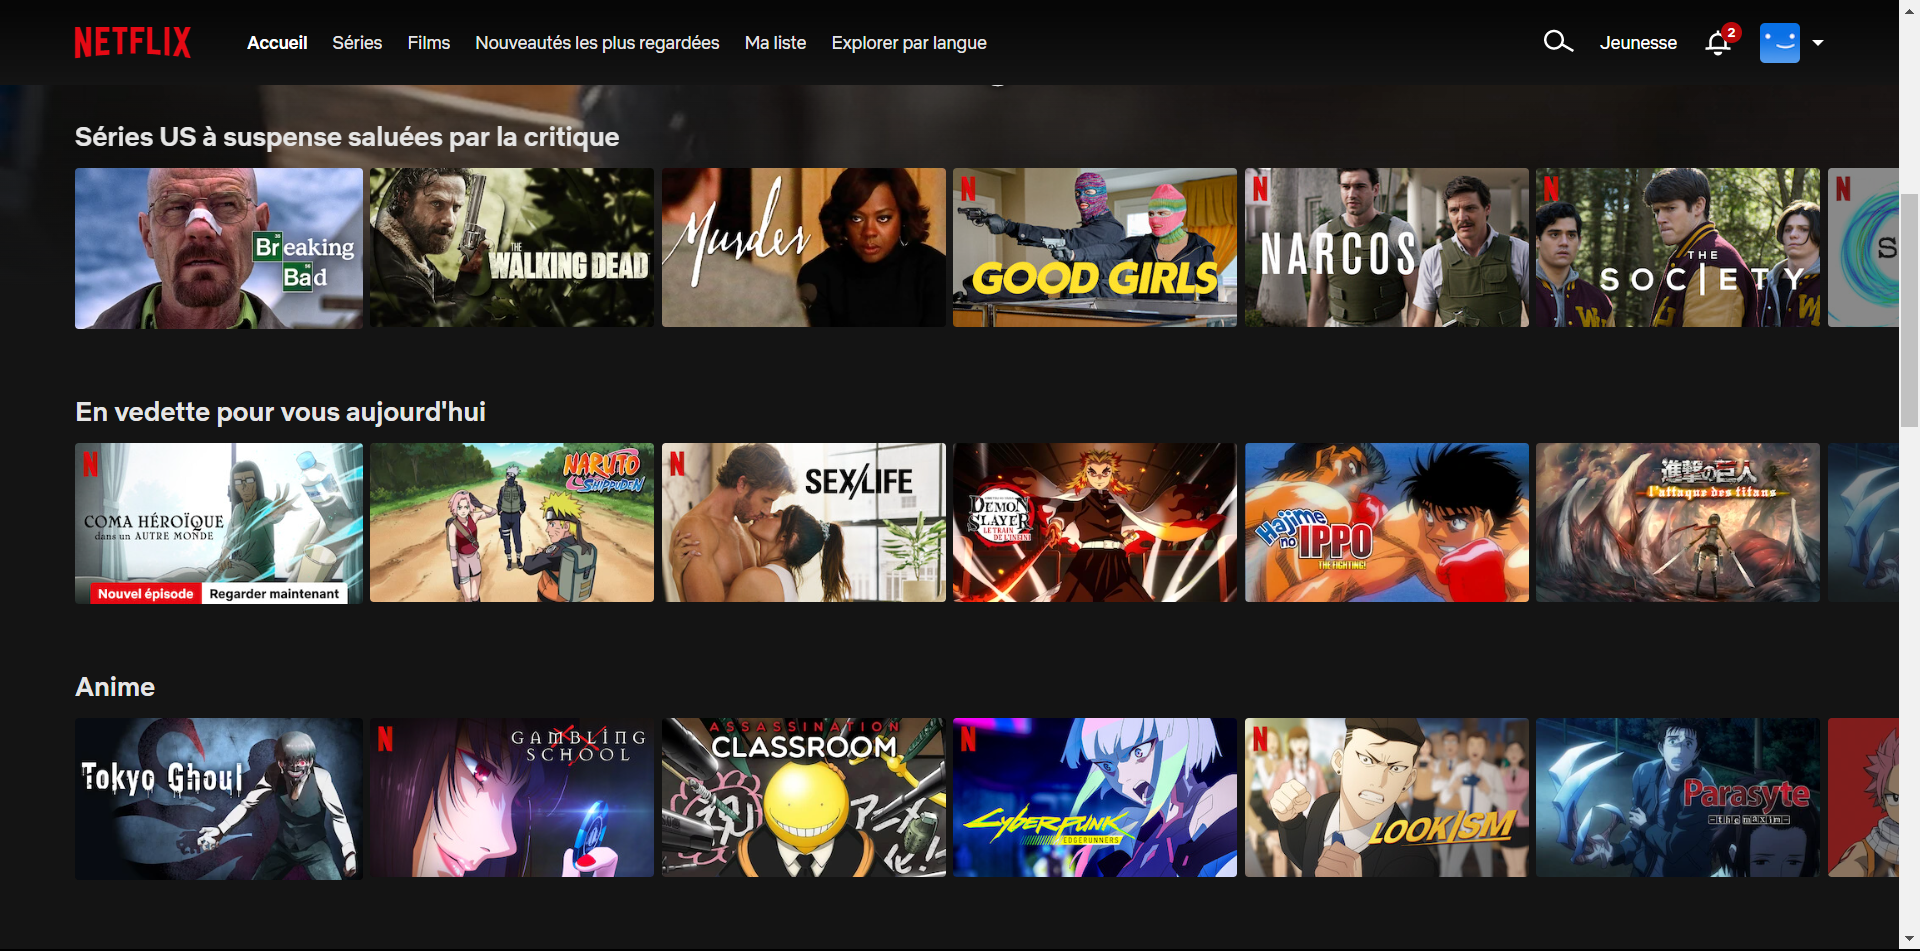 NETFLIX Accueil Séries Films Nouveautés les plus regardées Ma liste Explorer par langue Jeunesse 2
Séries US à suspense saluées par la critique
Breaking
Bad
THE
WALKING DEAD
Murder
N
GOOD GIRLS
N
NARCOS
N
THE
SOCIETY
N
S
En vedette pour vous aujourd'hui
N
COMA HÉROÏQUE
dans un AUTRE MONDE
Nouvel épisode Regarder maintenant
NARUTO
SHIPPUDEN
N
SEX/LIFE
DEMON
SLAYER
LE TRAIN
DE L'INFINI
Hajime
no IPPO
THE FIGHTING!
進撃の巨人
l'attaque des titans
Anime
Tokyo Ghoul
N
GAMBLING
SCHOOL
ASSASSINATION
CLASSROOM
アニメ
化!
N
CYBERPUNK
EDGERUNNERS
N
LOOKISM
Parasyte
-the maxim-